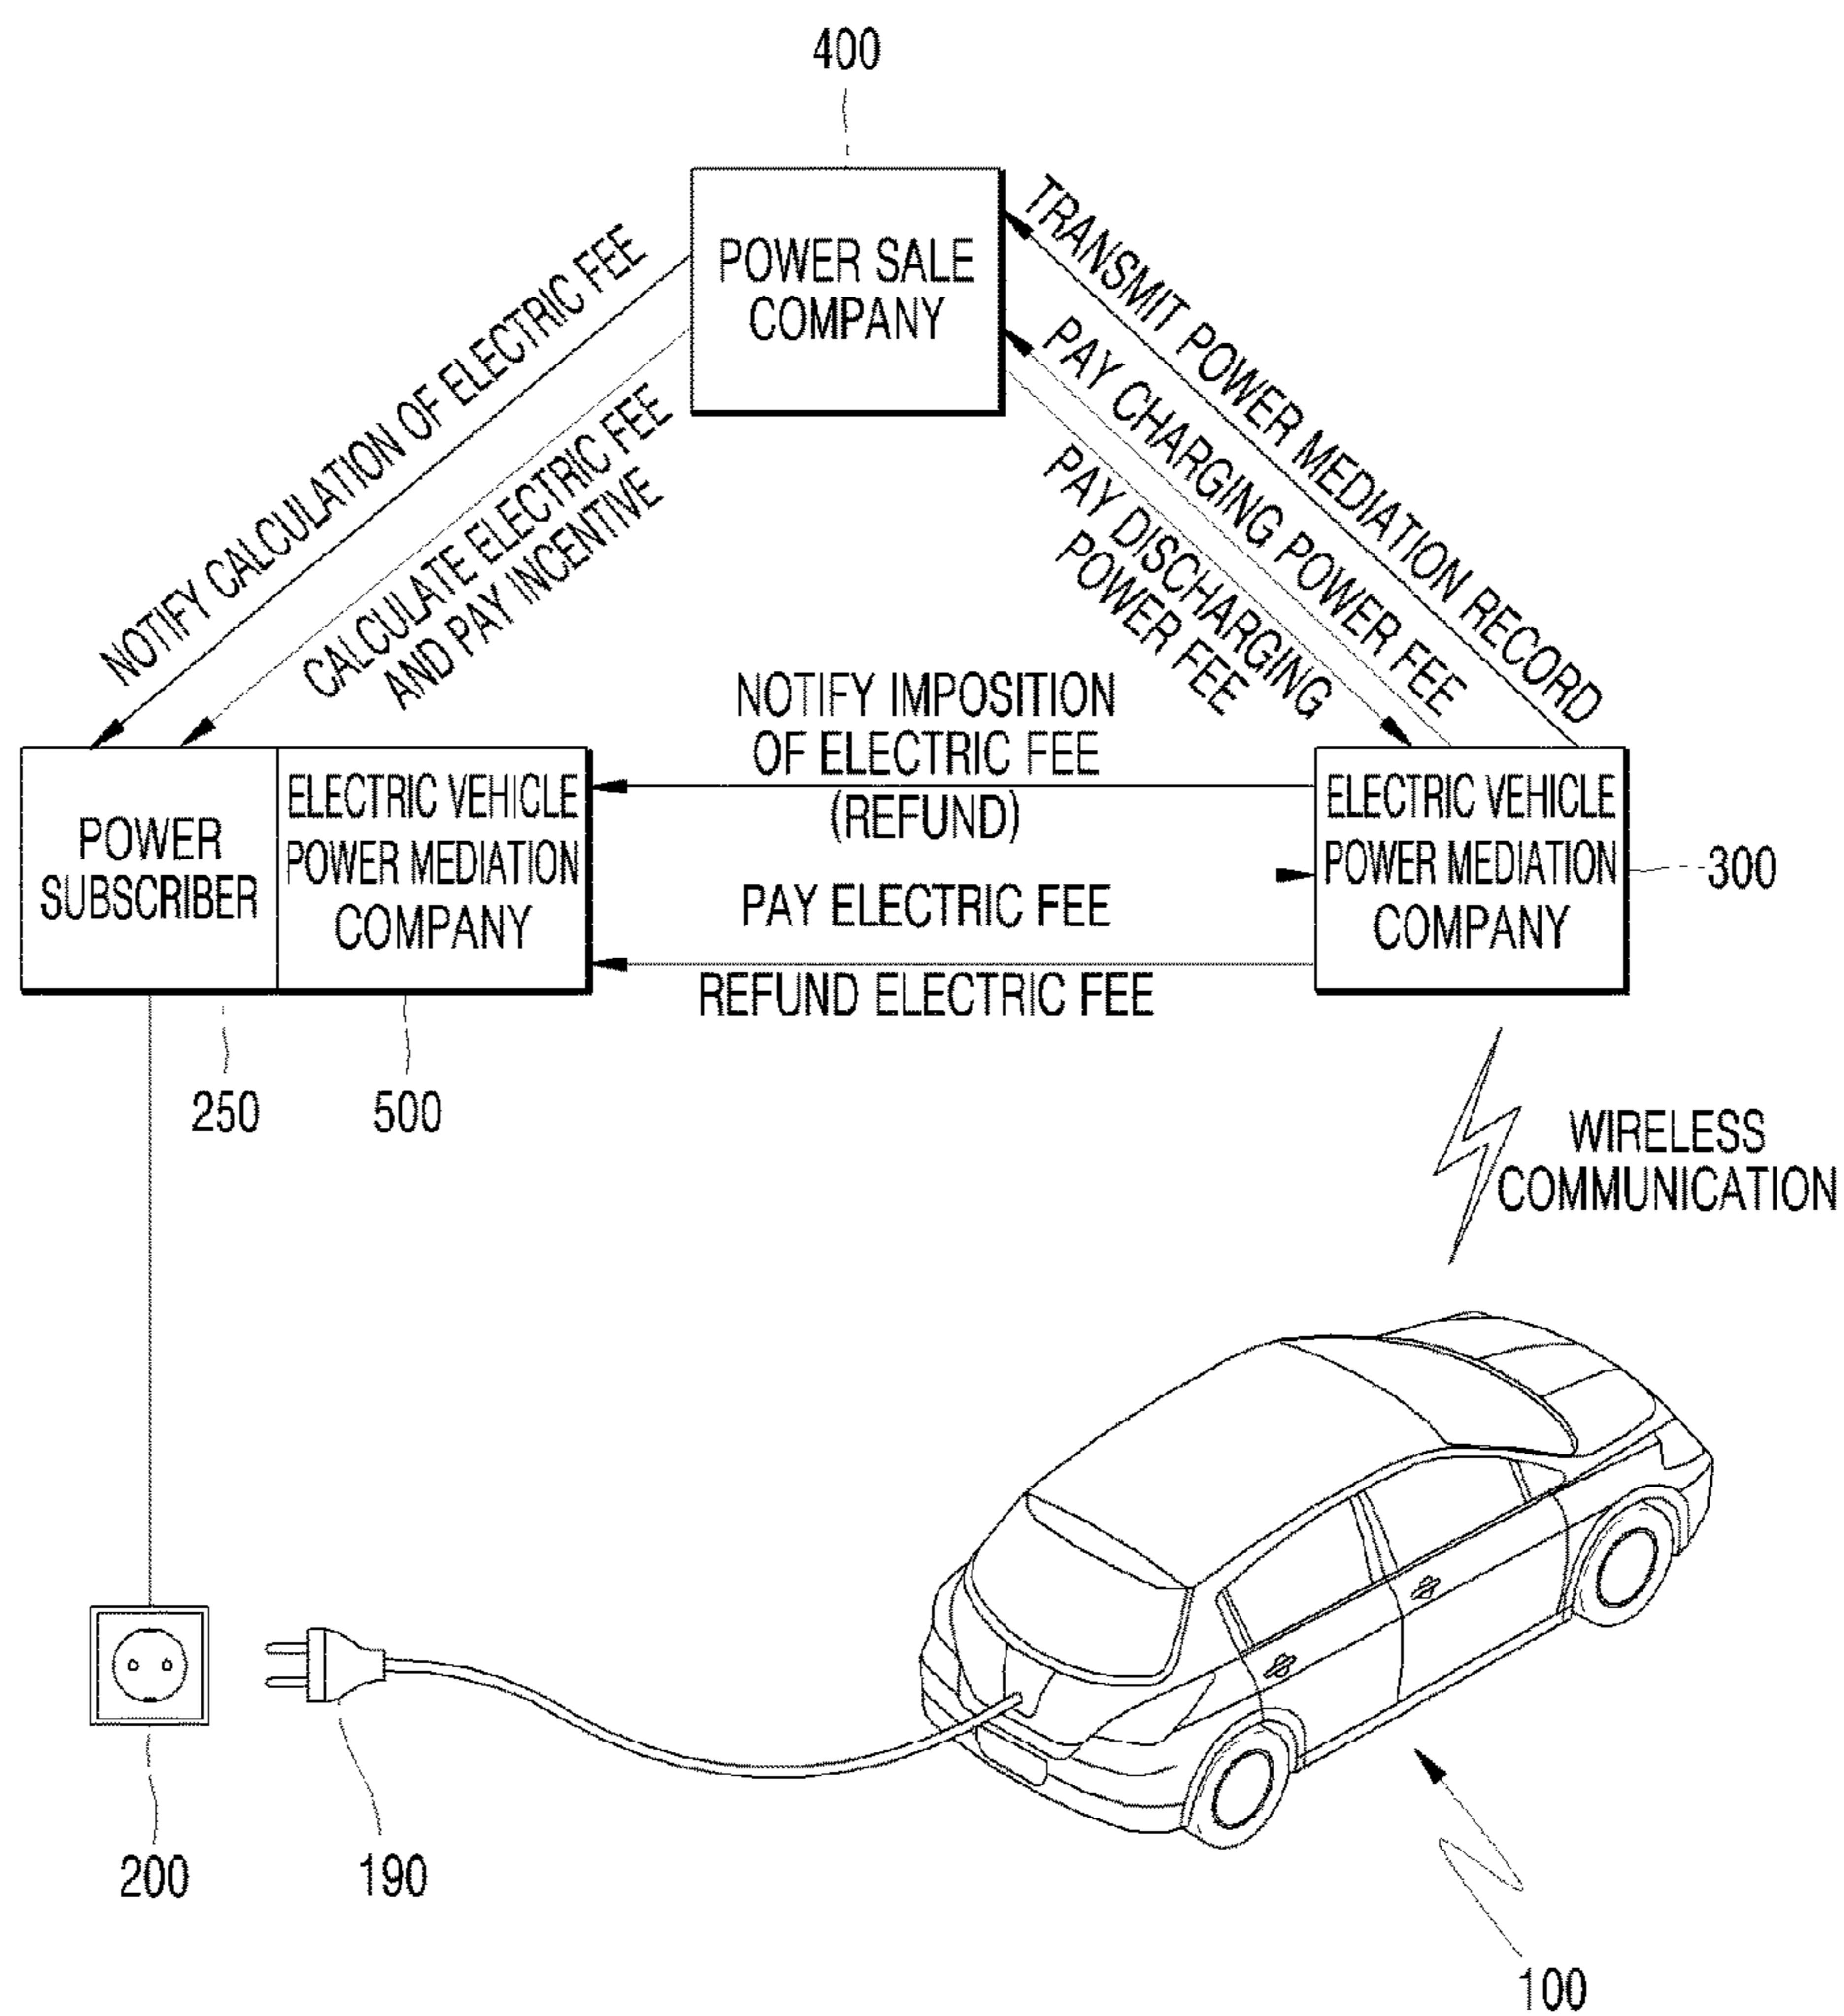 400
POWER SALE
COMPANY
NOTIFY CALCULATION OF ELECTRIC FEE
CALCULATE ELECTRIC FEE
AND PAY INCENTIVE
TRANSMIT POWER MEDIATION RECORD
PAY CHARGING POWER FEE
PAY DISCHARGING
POWER FEE
POWER
SUBSCRIBER
ELECTRIC VEHICLE
POWER MEDIATION
COMPANY
NOTIFY IMPOSITION
OF ELECTRIC FEE
(REFUND)
PAY ELECTRIC FEE
REFUND ELECTRIC FEE
ELECTRIC VEHICLE
POWER MEDIATION
COMPANY
300
250
500
WIRELESS
COMMUNICATION
200
190
100